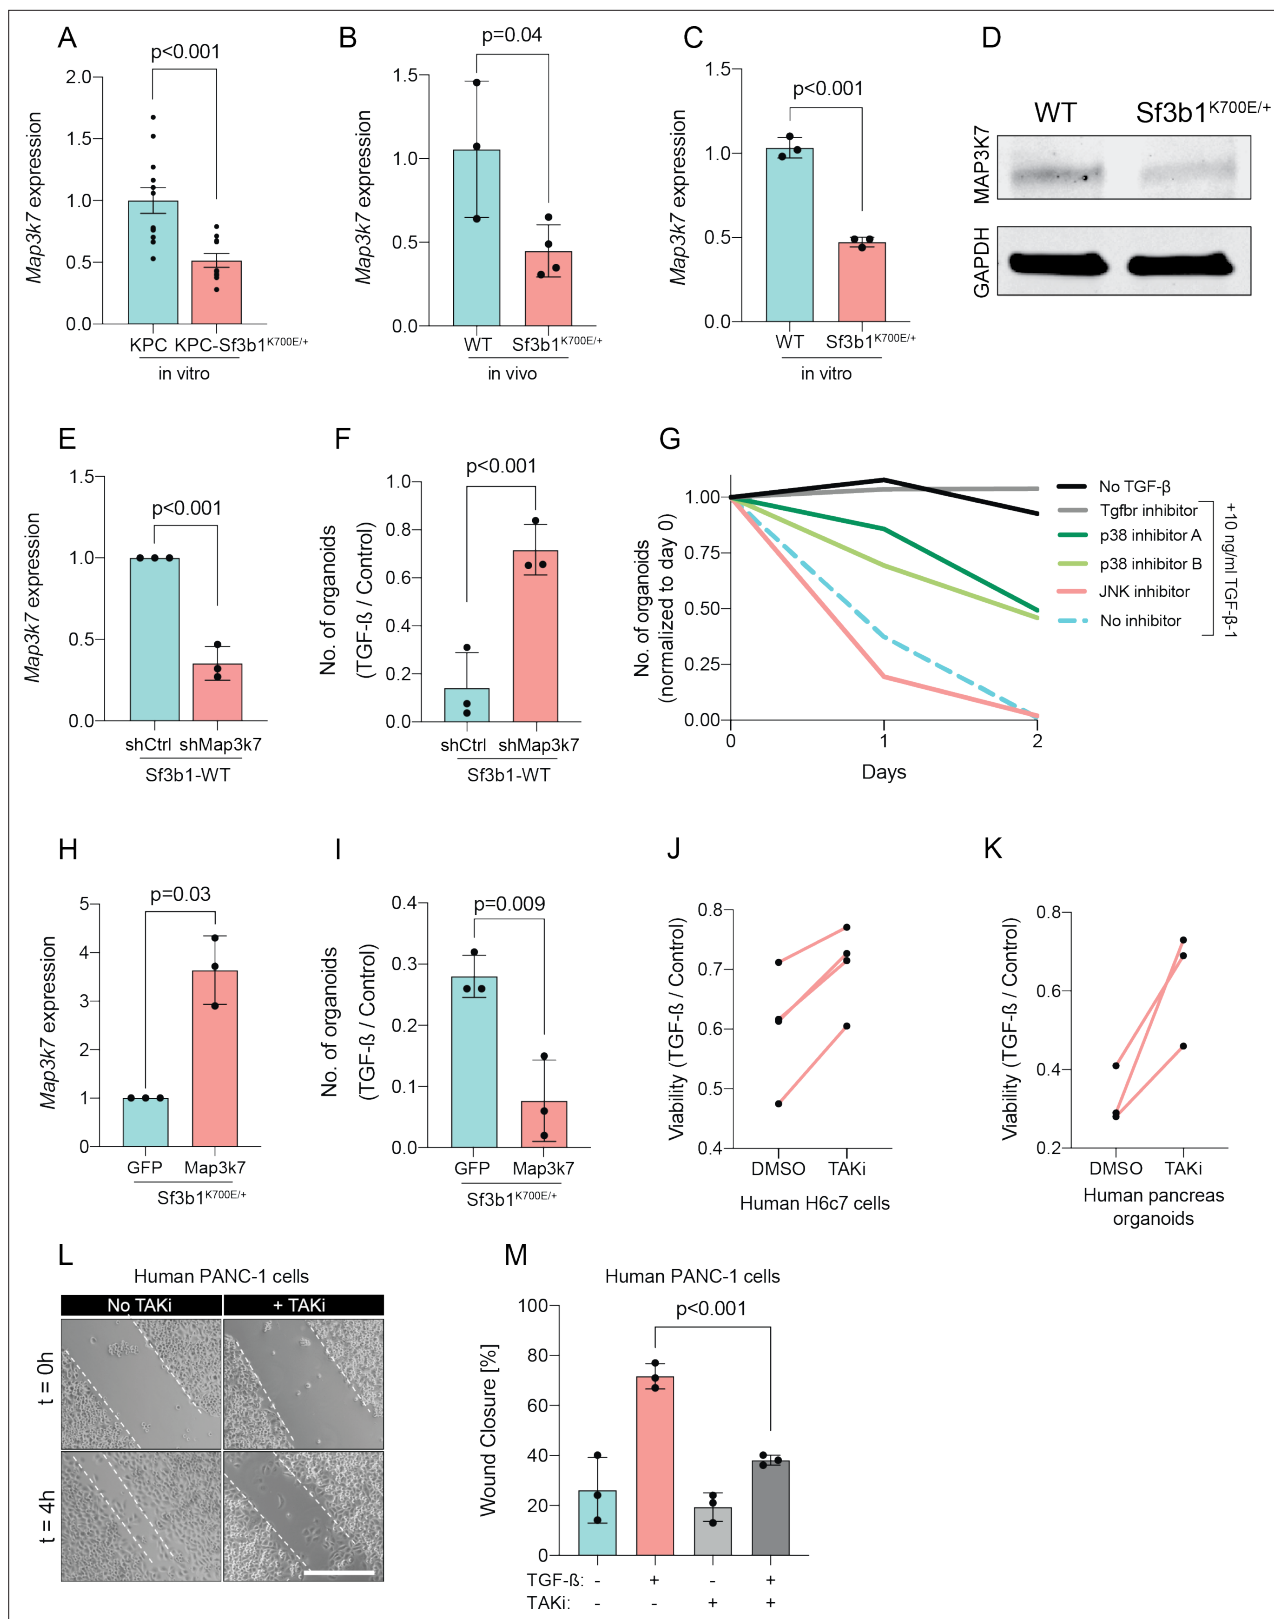 A
p<0.001
Map3k7 expression
2.0
1.5
1.0
0.5
0.0
KPC KPC-Sf3b1K700E/+
in vitro
B
p=0.04
Map3k7 expression
1.5
1.0
0.5
0.0
WT Sf3b1K700E/+
in vivo
C
p<0.001
Map3k7 expression
1.5
1.0
0.5
0.0
WT Sf3b1K700E/+
in vitro
D
WT Sf3b1K700E/+
MAP3K7
GAPDH
E
p<0.001
Map3k7 expression
1.5
1.0
0.5
0.0
shCtrl shMap3k7
Sf3b1-WT
F
p<0.001
No. of organoids
(TGF-ß / Control)
1.0
0.8
0.6
0.4
0.2
0.0
shCtrl shMap3k7
Sf3b1-WT
G
No. of organoids
(normalized to day 0)
1.00
0.75
0.50
0.25
0.00
0 1 2
Days
No TGF-β
Tgfbr inhibitor
p38 inhibitor A
p38 inhibitor B
JNK inhibitor
No inhibitor
+10 ng/ml TGF-β-1
H
p=0.03
Map3k7 expression
5
4
3
2
1
0
GFP Map3k7
Sf3b1K700E/+
I
p=0.009
No. of organoids
(TGF-ß / Control)
0.4
0.3
0.2
0.1
0.0
GFP Map3k7
Sf3b1K700E/+
J
Viability (TGF-ß / Control)
0.8
0.7
0.6
0.5
0.4
DMSO TAKi
Human H6c7 cells
K
Viability (TGF-ß / Control)
0.8
0.6
0.4
0.2
DMSO TAKi
Human pancreas
organoids
L
Human PANC-1 cells
No TAKi + TAKi
t = 0h
t = 4h
M
Human PANC-1 cells
p<0.001
Wound Closure [%]
100
80
60
40
20
0
TGF-ß: - + - +
TAKi: - - + +